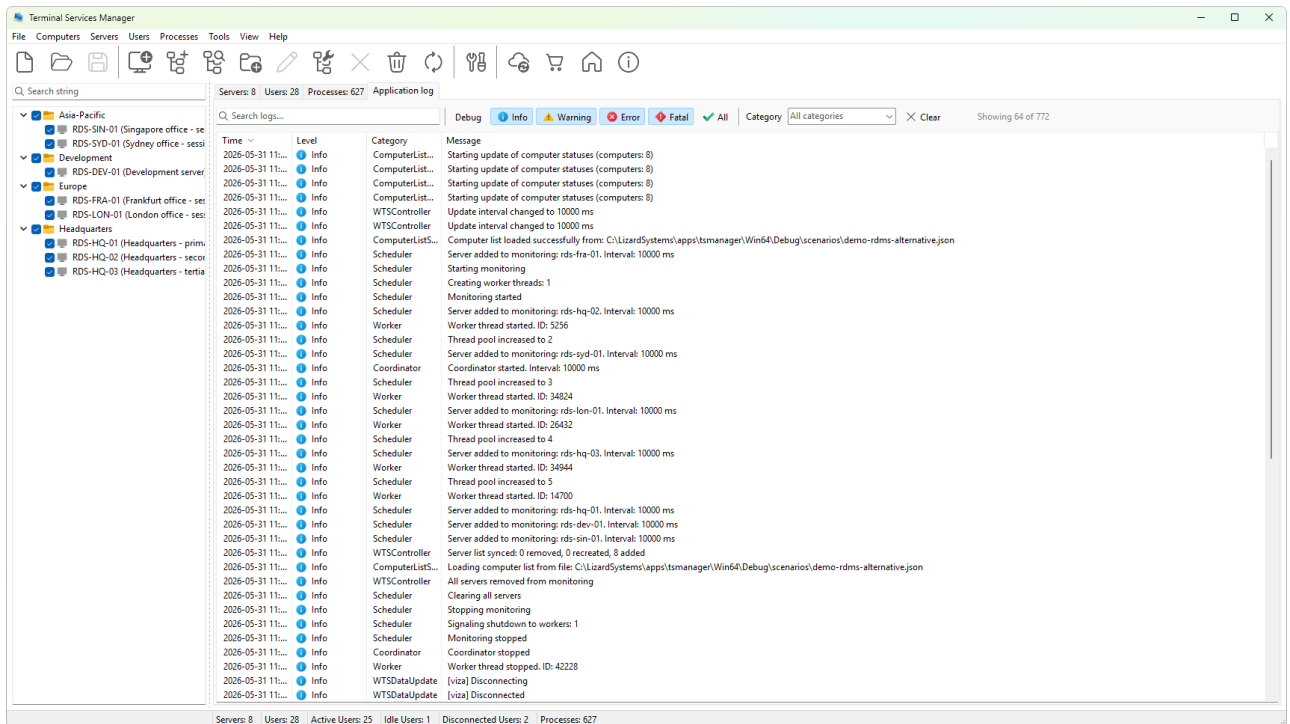 Terminal Services Manager
File Computers Servers Users Processes Tools View Help
Search string
Servers: 8 Users: 28 Processes: 627 Application log
Search logs... Debug Info Warning Error Fatal All Category All categories Clear Showing 64 of 772
Asia-Pacific
RDS-SIN-01 (Singapore office - se
RDS-SYD-01 (Sydney office - sessi
Development
RDS-DEV-01 (Development server
Europe
RDS-FRA-01 (Frankfurt office - ses
RDS-LON-01 (London office - ses
Headquarters
RDS-HQ-01 (Headquarters - prima
RDS-HQ-02 (Headquarters - secor
RDS-HQ-03 (Headquarters - tertia
Time Level Category Message
2026-05-31 11:... Info ComputerList... Starting update of computer statuses (computers: 8)
2026-05-31 11:... Info ComputerList... Starting update of computer statuses (computers: 8)
2026-05-31 11:... Info ComputerList... Starting update of computer statuses (computers: 8)
2026-05-31 11:... Info ComputerList... Starting update of computer statuses (computers: 8)
2026-05-31 11:... Info WTSController Update interval changed to 10000 ms
2026-05-31 11:... Info WTSController Update interval changed to 10000 ms
2026-05-31 11:... Info ComputerListS... Computer list loaded successfully from: C:\LizardSystems\apps\tsmanager\Win64\Debug\scenarios\demo-rdms-alternative.json
2026-05-31 11:... Info Scheduler Server added to monitoring: rds-fra-01. Interval: 10000 ms
2026-05-31 11:... Info Scheduler Starting monitoring
2026-05-31 11:... Info Scheduler Creating worker threads: 1
2026-05-31 11:... Info Scheduler Monitoring started
2026-05-31 11:... Info Scheduler Server added to monitoring: rds-hq-02. Interval: 10000 ms
2026-05-31 11:... Info Worker Worker thread started. ID: 5256
2026-05-31 11:... Info Scheduler Thread pool increased to 2
2026-05-31 11:... Info Scheduler Server added to monitoring: rds-syd-01. Interval: 10000 ms
2026-05-31 11:... Info Coordinator Coordinator started. Interval: 10000 ms
2026-05-31 11:... Info Scheduler Thread pool increased to 3
2026-05-31 11:... Info Worker Worker thread started. ID: 34824
2026-05-31 11:... Info Scheduler Server added to monitoring: rds-lon-01. Interval: 10000 ms
2026-05-31 11:... Info Worker Worker thread started. ID: 26432
2026-05-31 11:... Info Scheduler Thread pool increased to 4
2026-05-31 11:... Info Scheduler Server added to monitoring: rds-hq-03. Interval: 10000 ms
2026-05-31 11:... Info Worker Worker thread started. ID: 34944
2026-05-31 11:... Info Scheduler Thread pool increased to 5
2026-05-31 11:... Info Worker Worker thread started. ID: 14700
2026-05-31 11:... Info Scheduler Server added to monitoring: rds-hq-01. Interval: 10000 ms
2026-05-31 11:... Info Scheduler Server added to monitoring: rds-dev-01. Interval: 10000 ms
2026-05-31 11:... Info Scheduler Server added to monitoring: rds-sin-01. Interval: 10000 ms
2026-05-31 11:... Info WTSController Server list synced: 0 removed, 0 recreated, 8 added
2026-05-31 11:... Info ComputerListS... Loading computer list from file: C:\LizardSystems\apps\tsmanager\Win64\Debug\scenarios\demo-rdms-alternative.json
2026-05-31 11:... Info WTSController All servers removed from monitoring
2026-05-31 11:... Info Scheduler Clearing all servers
2026-05-31 11:... Info Scheduler Stopping monitoring
2026-05-31 11:... Info Scheduler Signaling shutdown to workers: 1
2026-05-31 11:... Info Scheduler Monitoring stopped
2026-05-31 11:... Info Coordinator Coordinator stopped
2026-05-31 11:... Info Worker Worker thread stopped. ID: 42228
2026-05-31 11:... Info WTSDataUpdate [viza] Disconnecting
2026-05-31 11:... Info WTSDataUpdate [viza] Disconnected
Servers: 8 Users: 28 Active Users: 25 Idle Users: 1 Disconnected Users: 2 Processes: 627